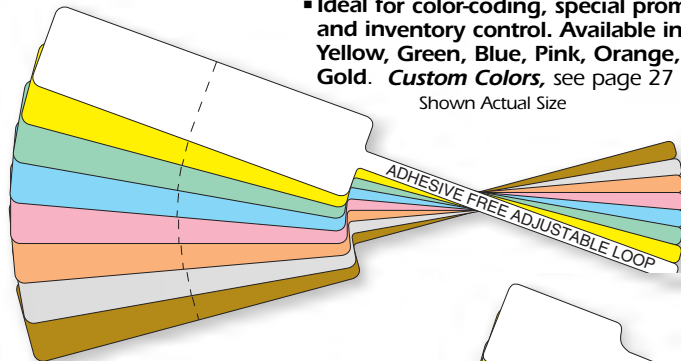 ▪ Ideal for color-coding, special prom
and inventory control. Available in
Yellow, Green, Blue, Pink, Orange,
Gold. Custom Colors, see page 27
Shown Actual Size
ADHESIVE FREE ADJUSTABLE LOOP